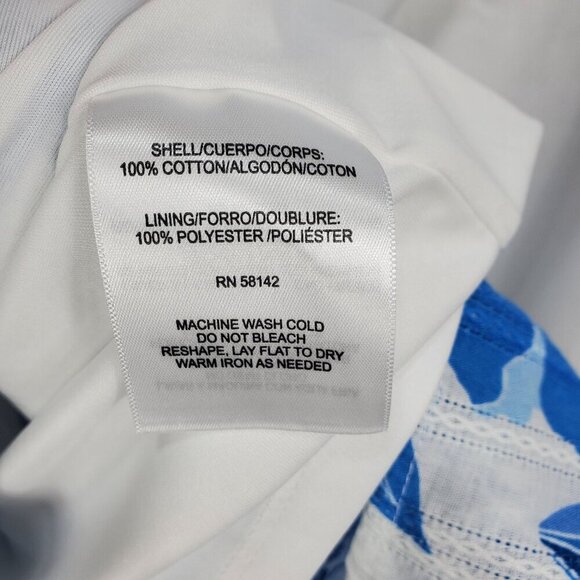 SHELL/CUERPO/CORPS:
100% COTTON/ALGODÓN/COTON
LINING/FORRO/DOUBLURE:
100% POLYESTER /POLIÉSTER
RN 58142
MACHINE WASH COLD
DO NOT BLEACH
RESHAPE, LAY FLAT TO DRY
WARM IRON AS NEEDED